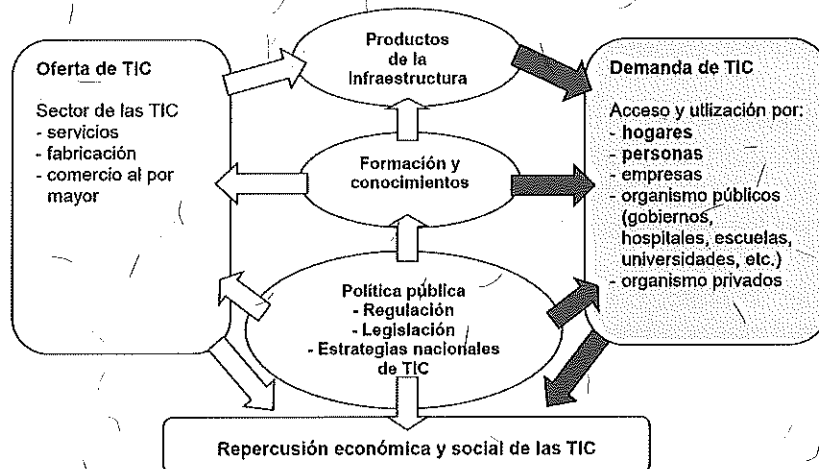 Oferta de TIC
Sector de las TIC
- servicios
- fabricación
- comercio al por
mayor
Productos
de la
Infraestructura
Formación y
conocimientos
Política pública
- Regulación
- Legislación
- Estrategias nacionales
de TIC
Demanda de TIC
Acceso y utlización por:
- hogares
- personas
- empresas
- organismo públicos
(gobiernos,
hospitales, escuelas,
universidades, etc.)
- organismo privados
Repercusión económica y social de las TIC